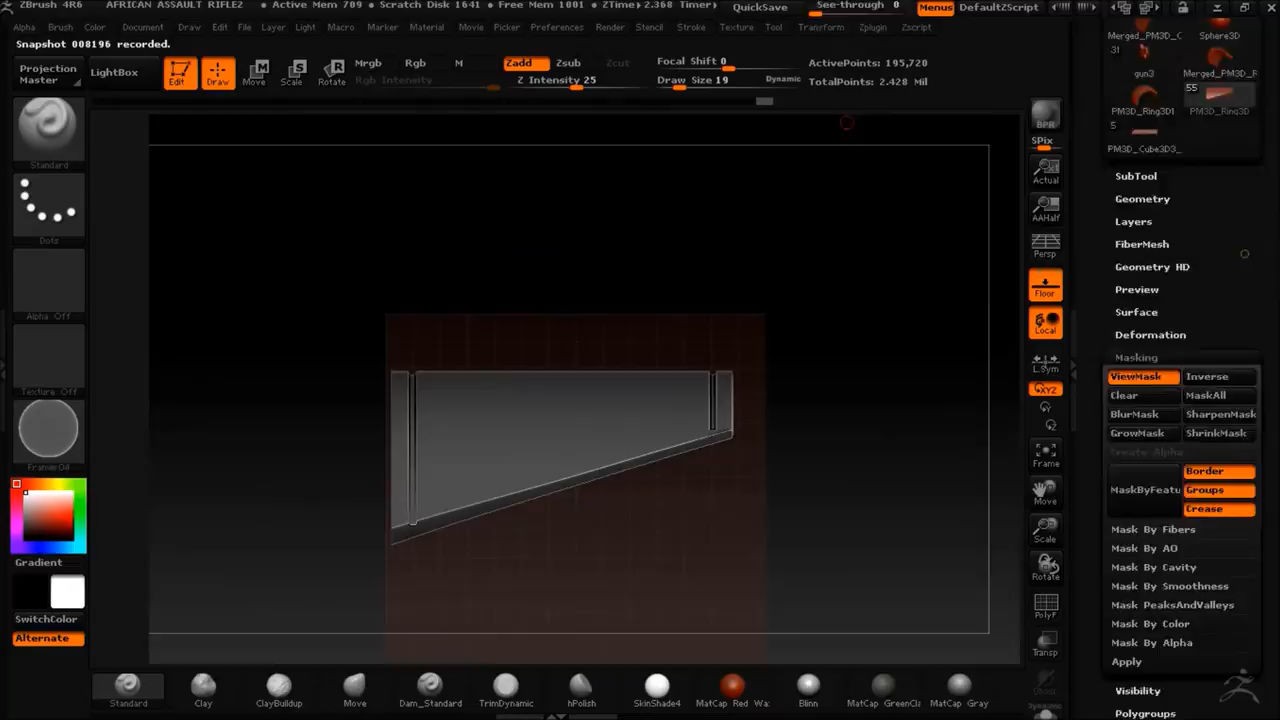 ZBrush 4R6 AFRICAN ASSAULT RIFLE2 • Active Mem 709 • Scratch Disk 1641 • Free Mem 1001 • ZTime▸2.368 Timer▸ QuickSave See-through 0 Menus DefaultZScript
Alpha Brush Color Document Draw Edit File Layer Light Macro Marker Material Movie Picker Preferences Render Stencil Stroke Texture Tool Transform Zplugin Zscript
Snapshot 008196 recorded.
Projection Master
LightBox
Edit
Draw
Move
Scale
Rotate
Mrgb Rgb M
Rgb Intensity
Zadd Zsub Zcut
Z Intensity 25
Focal Shift 0
Draw Size 19
Dynamic
ActivePoints: 195,720
TotalPoints: 2.428 Mil
Standard
Dots
Alpha Off
Texture Off
Framer04
Gradient
SwitchColor
Alternate
BPR
SPix
Actual
AAHalf
Persp
Floor
Local
L.Sym
XYZ
Frame
Move
Scale
Rotate
PolyF
Transp
Ghost
Merged_PM3D_C Sphere3D
31
gun3 Merged_PM3D_R
55
PM3D_Ring3D1 PM3D_Ring3D
5
PM3D_Cube3D3_
SubTool
Geometry
Layers
FiberMesh
Geometry HD
Preview
Surface
Deformation
Masking
ViewMask Inverse
Clear MaskAll
BlurMask SharpenMask
GrowMask ShrinkMask
Create Alpha
MaskByFeatu
Border
Groups
Crease
Mask By Fibers
Mask By AO
Mask By Cavity
Mask By Smoothness
Mask PeaksAndValleys
Mask By Color
Mask By Alpha
Apply
Visibility
Polygroups
Standard Clay ClayBuildup Move Dam_Standard TrimDynamic hPolish SkinShade4 MatCap Red Wa: Blinn MatCap GreenCla MatCap Gray